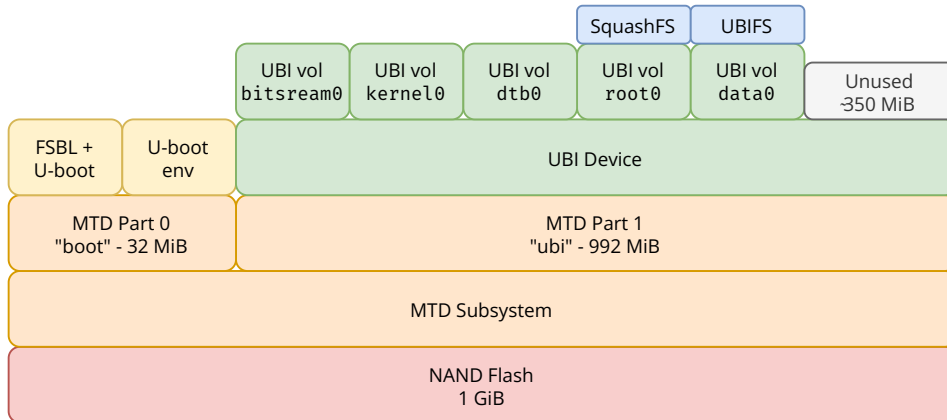 SquashFS
UBIFS
UBI vol
bitsream0
UBI vol
kernel0
UBI vol
dtb0
UBI vol
root0
UBI vol
data0
Unused
~350 MiB
FSBL +
U-boot
U-boot
env
UBI Device
MTD Part 0
"boot" - 32 MiB
MTD Part 1
"ubi" - 992 MiB
MTD Subsystem
NAND Flash
1 GiB